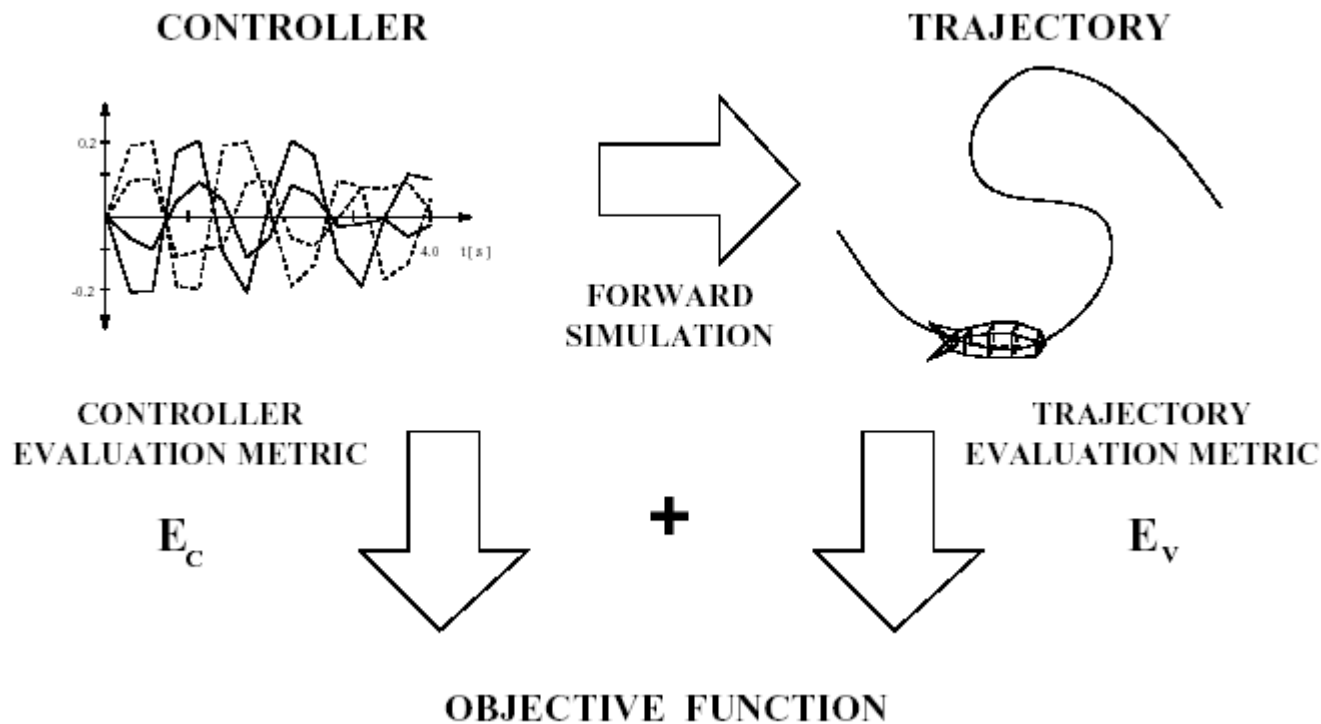 CONTROLLER
TRAJECTORY
0.2
-0.2
4.0
t[s]
FORWARD
SIMULATION
CONTROLLER
EVALUATION METRIC
TRAJECTORY
EVALUATION METRIC
E_C
+
E_V
OBJECTIVE FUNCTION